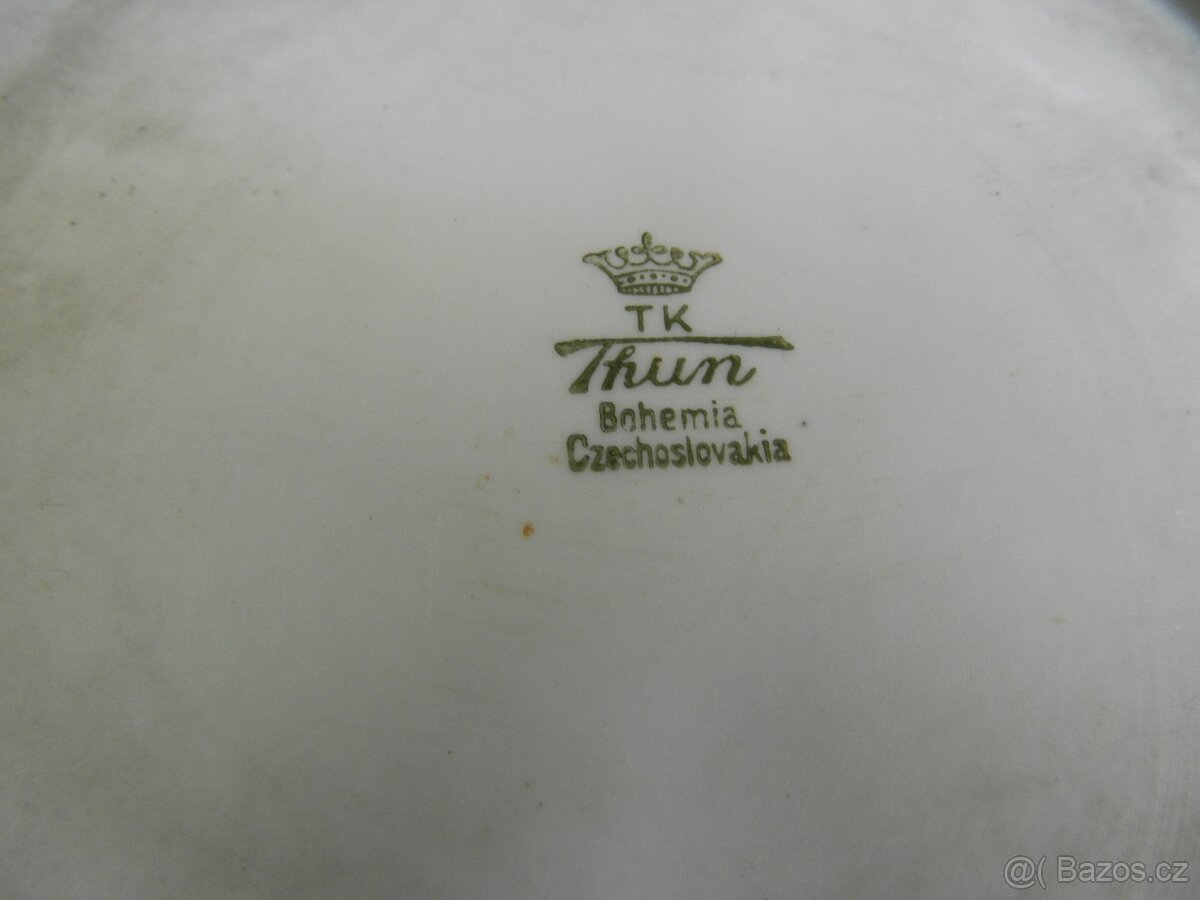 TK
Thun
Bohemia
Czechoslovakia
@( Bazos.cz